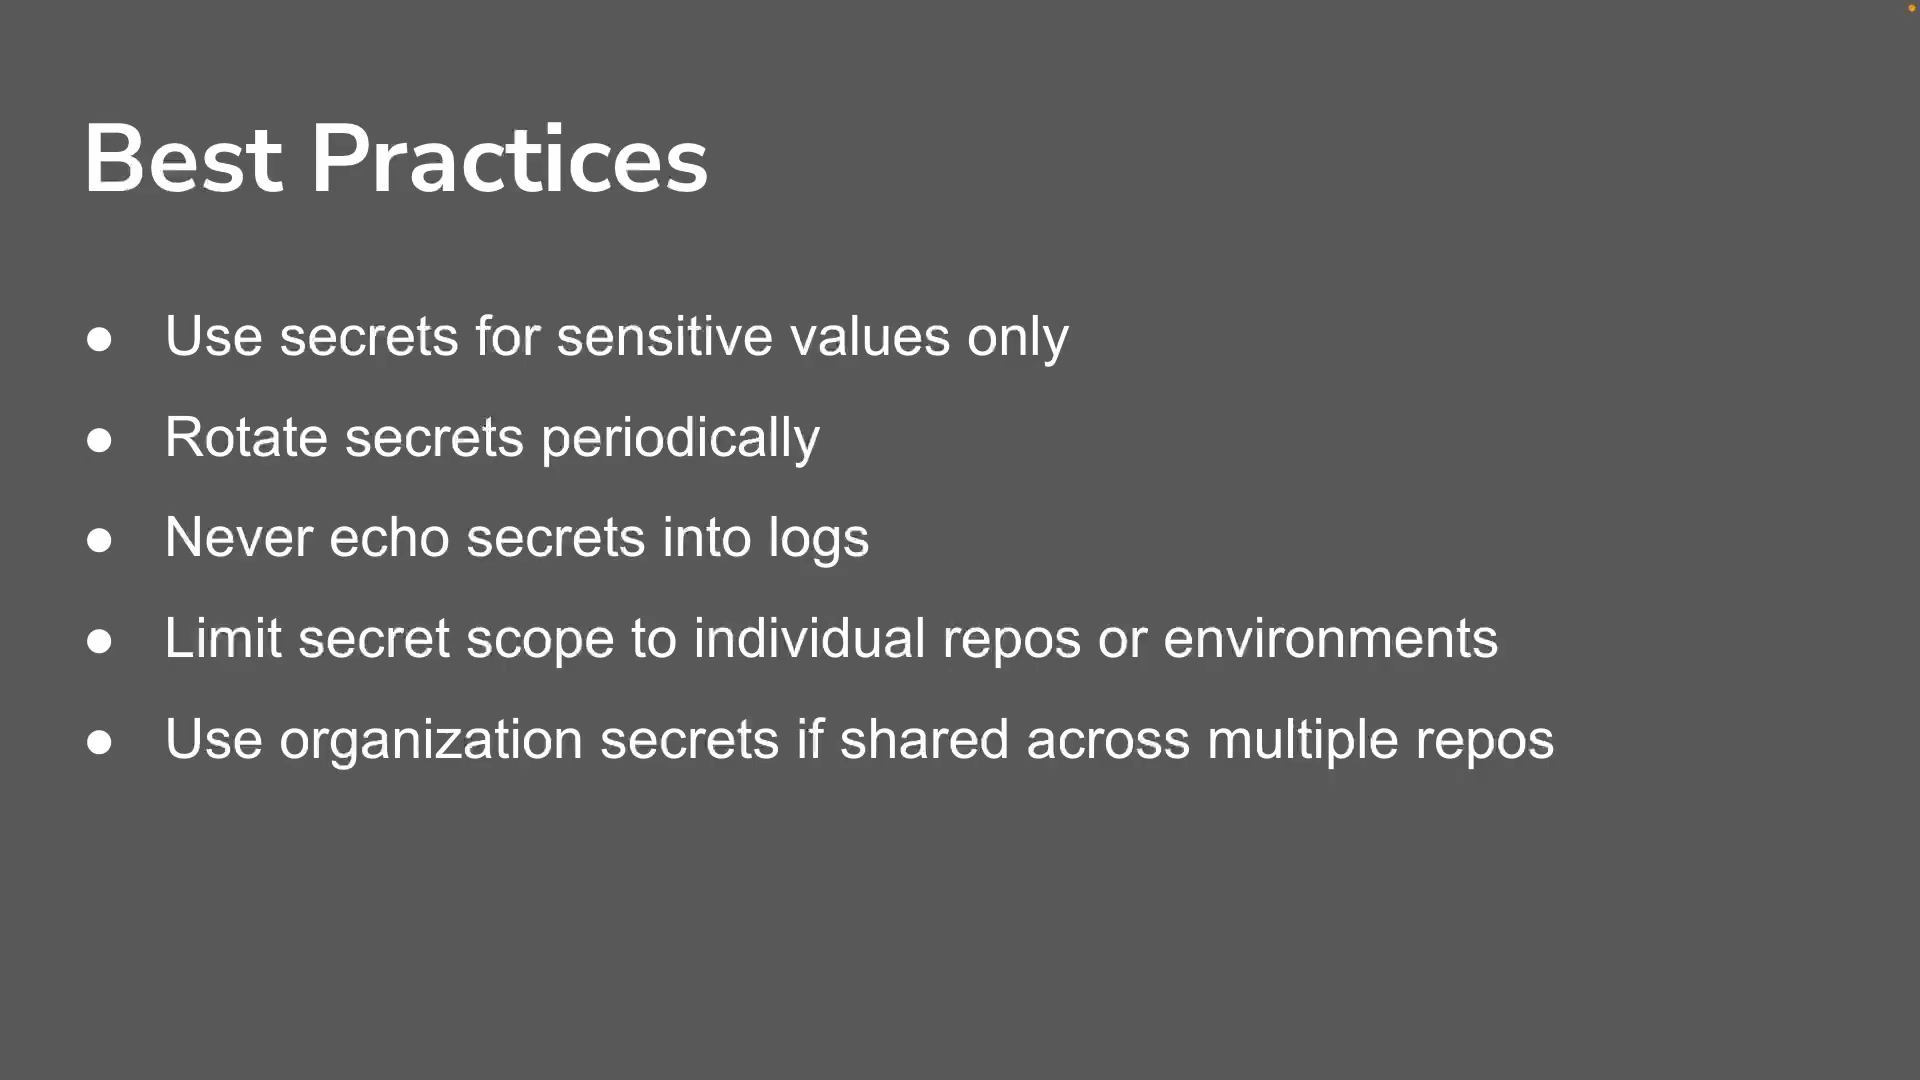 Best Practices
● Use secrets for sensitive values only
● Rotate secrets periodically
● Never echo secrets into logs
● Limit secret scope to individual repos or environments
● Use organization secrets if shared across multiple repos